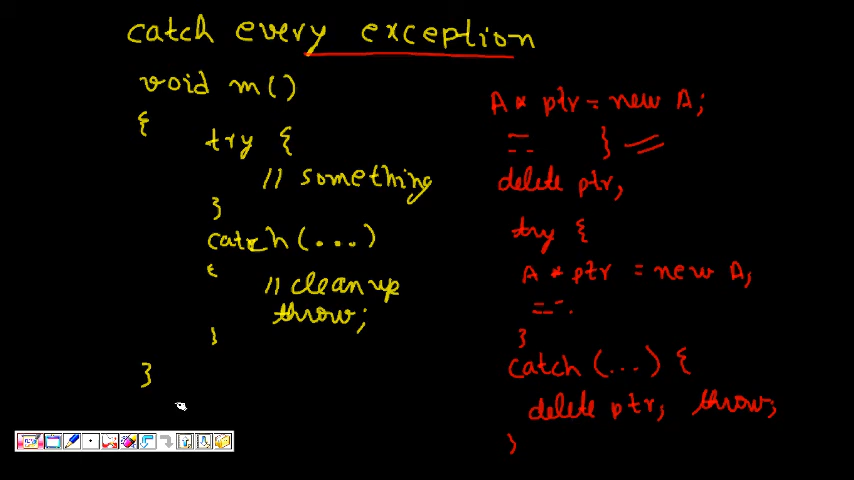 catch every exception
void m()
{
try {
// something
}
catch(...)
{
// clean up
throw;
}
}
A * ptr = new A;
== } =
delete ptr,
try {
A * ptr = new A,
==-.
}
catch (...) {
delete ptr, throw;
}